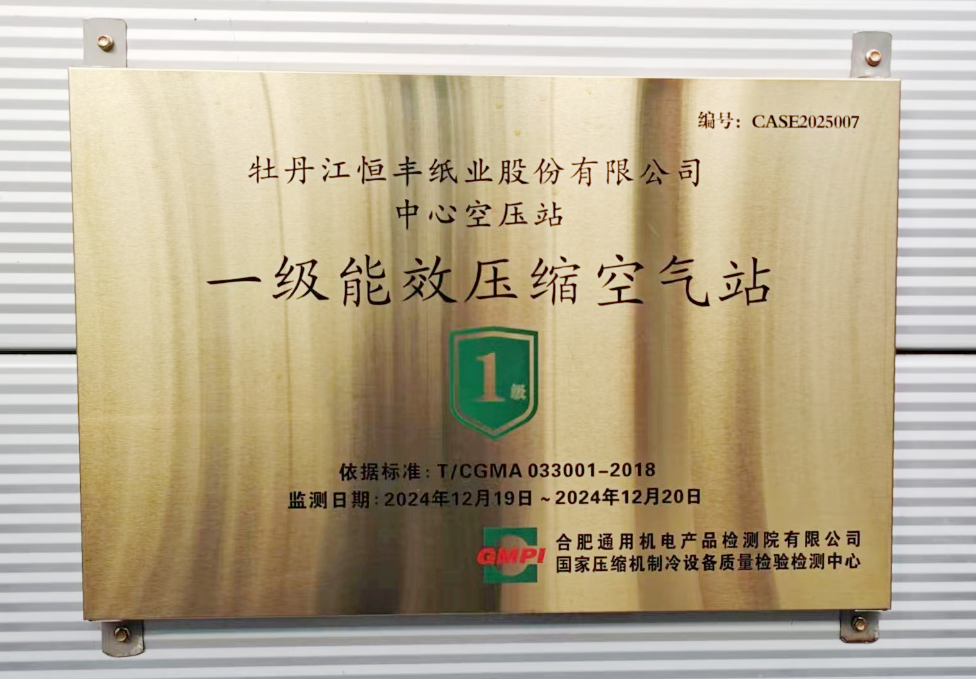 编号：CASE2025007
牡丹江恒丰纸业股份有限公司
中心空压站
一级能效压缩空气站
1级
依据标准：T/CGMA 033001-2018
监测日期：2024年12月19日~2024年12月20日
GMPI
合肥通用机电产品检测院有限公司
国家压缩机制冷设备质量检验检测中心